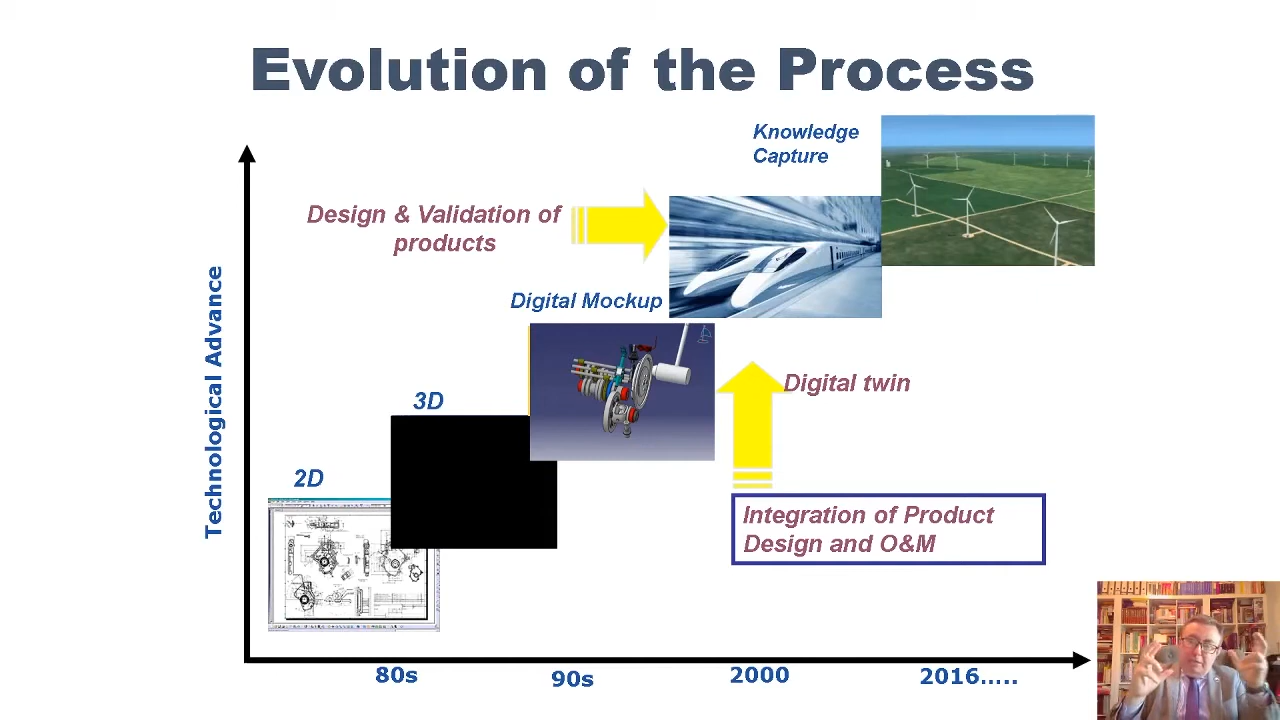 Evolution of the Process
Knowledge
Capture
Design & Validation of
products
Digital Mockup
Digital twin
3D
2D
Integration of Product
Design and O&M
Technological Advance
80s
90s
2000
2016.....